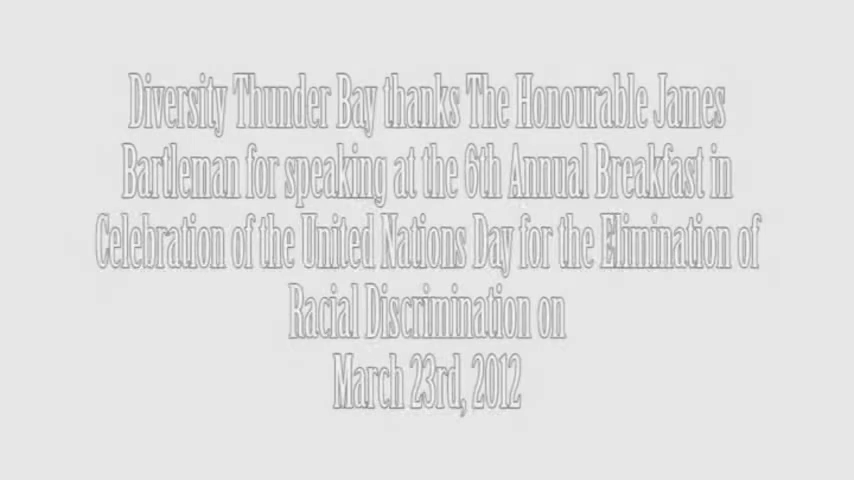 Diversity Thunder Bay thanks The Honourable James
Bartleman for speaking at the 6th Annual Breakfast in
Celebration of the United Nations Day for the Elimination of
Racial Discrimination on
March 23rd, 2012